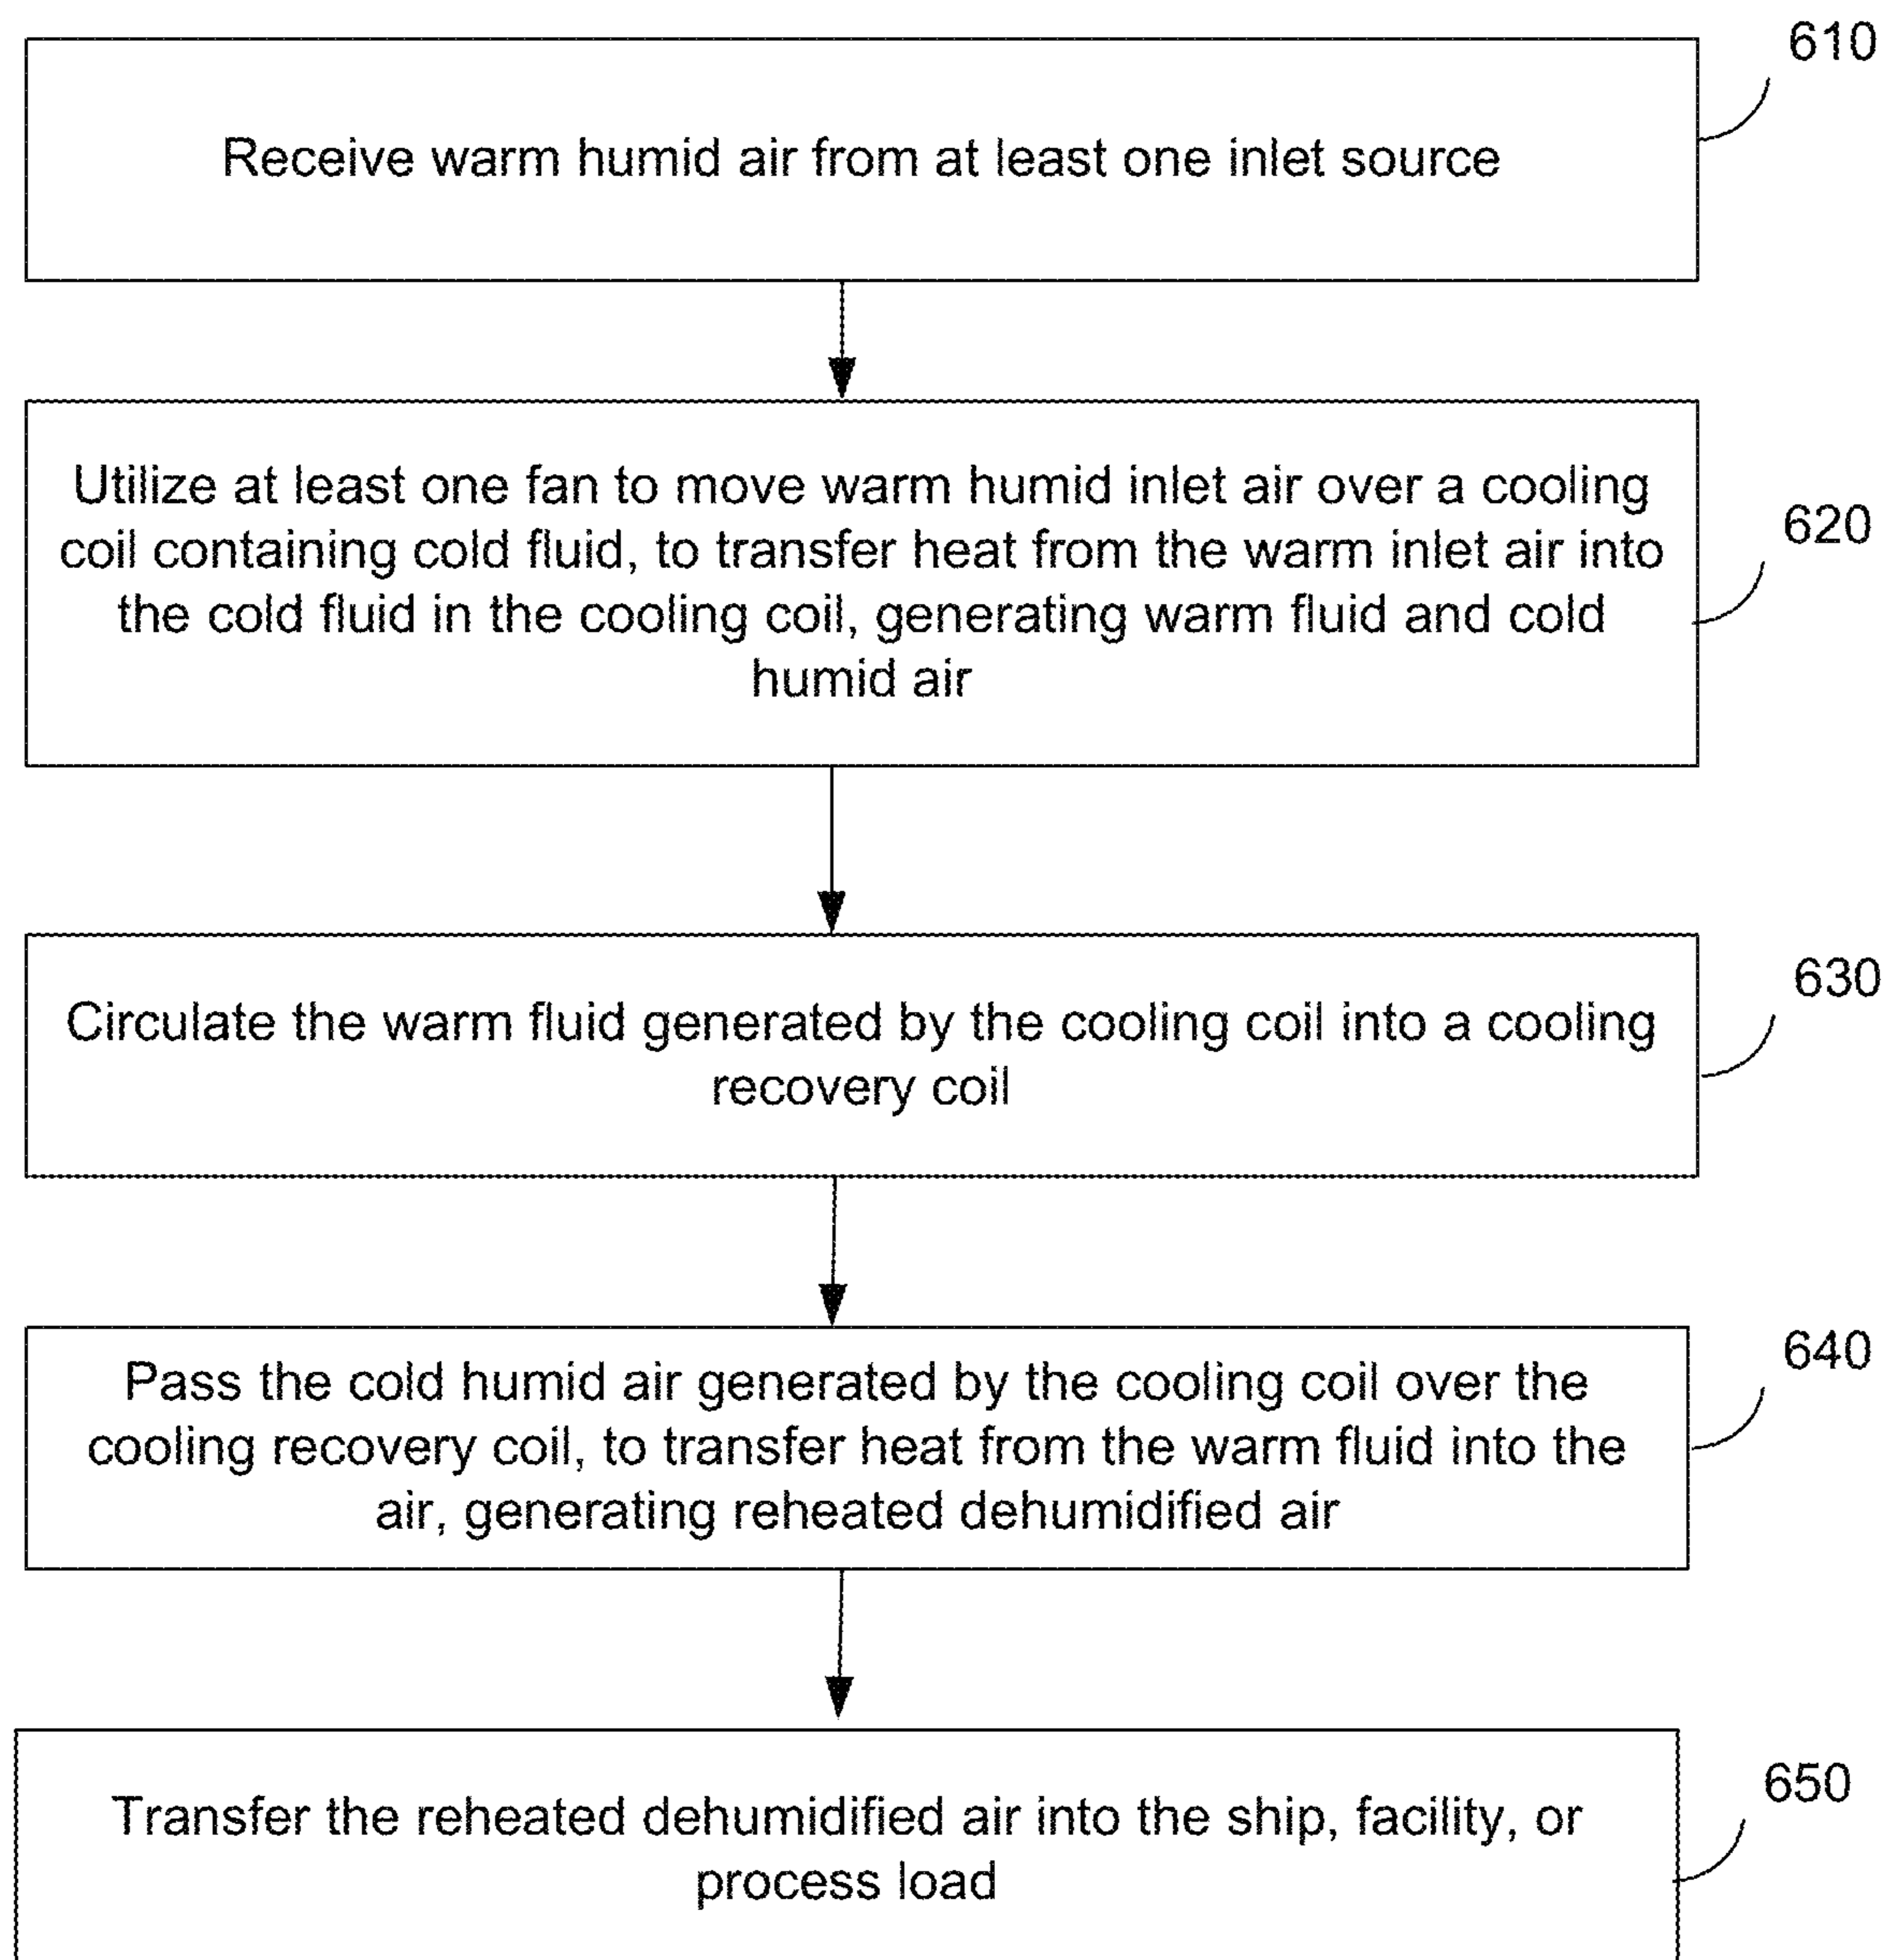 610
Receive warm humid air from at least one inlet source
Utilize at least one fan to move warm humid inlet air over a cooling
coil containing cold fluid, to transfer heat from the warm inlet air into
the cold fluid in the cooling coil, generating warm fluid and cold
humid air
620
Circulate the warm fluid generated by the cooling coil into a cooling
recovery coil
630
Pass the cold humid air generated by the cooling coil over the
cooling recovery coil, to transfer heat from the warm fluid into the
air, generating reheated dehumidified air
640
Transfer the reheated dehumidified air into the ship, facility, or
process load
650